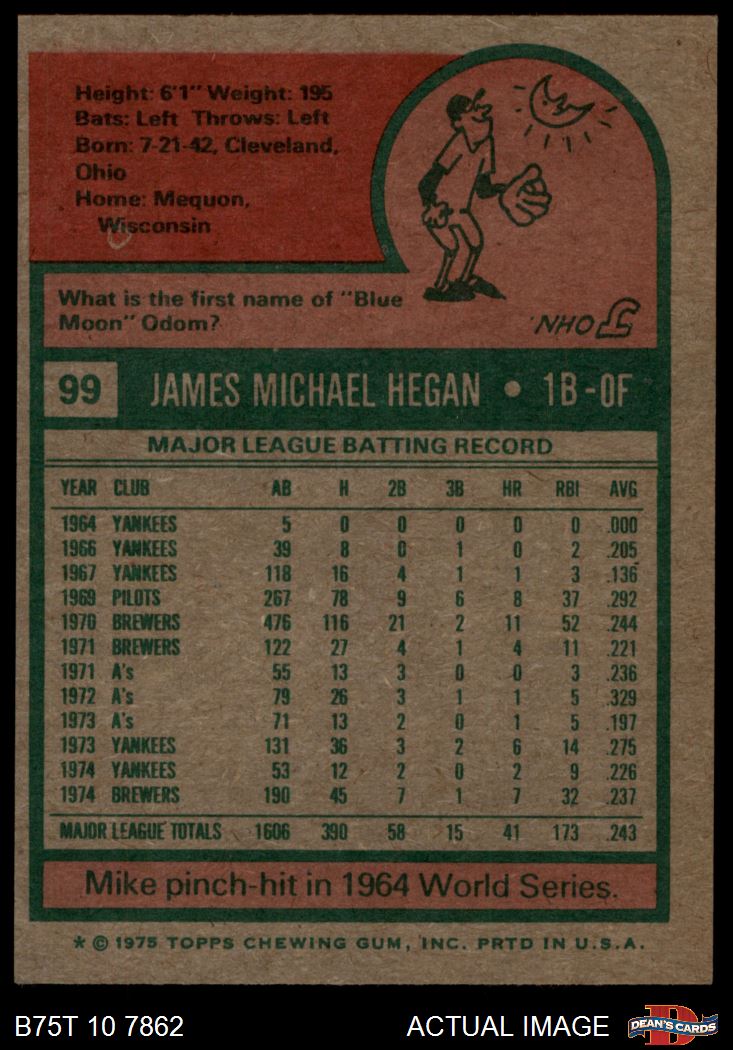 Height: 6'1" Weight: 195
Bats: Left Throws: Left
Born: 7-21-42, Cleveland,
Ohio
Home: Mequon,
Wisconsin
What is the first name of "Blue
Moon" Odom?
JOHN.
99 JAMES MICHAEL HEGAN • 1B-OF
MAJOR LEAGUE BATTING RECORD
YEAR CLUB AB H 2B 3B HR RBI AVG
1964 YANKEES 5 0 0 0 0 0 .000
1966 YANKEES 39 8 0 1 0 2 .205
1967 YANKEES 118 16 4 1 1 3 .136
1969 PILOTS 267 78 9 6 8 37 .292
1970 BREWERS 476 116 21 2 11 52 .244
1971 BREWERS 122 27 4 1 4 11 .221
1971 A's 55 13 3 0 0 3 .236
1972 A's 79 26 3 1 1 5 .329
1973 A's 71 13 2 0 1 5 .197
1973 YANKEES 131 36 3 2 6 14 .275
1974 YANKEES 53 12 2 0 2 9 .226
1974 BREWERS 190 45 7 1 7 32 .237
MAJOR LEAGUE TOTALS 1606 390 58 15 41 173 .243
Mike pinch-hit in 1964 World Series.
* © 1975 TOPPS CHEWING GUM, INC. PRTD IN U.S.A.
B75T 10 7862 ACTUAL IMAGE D DEAN'S CARDS